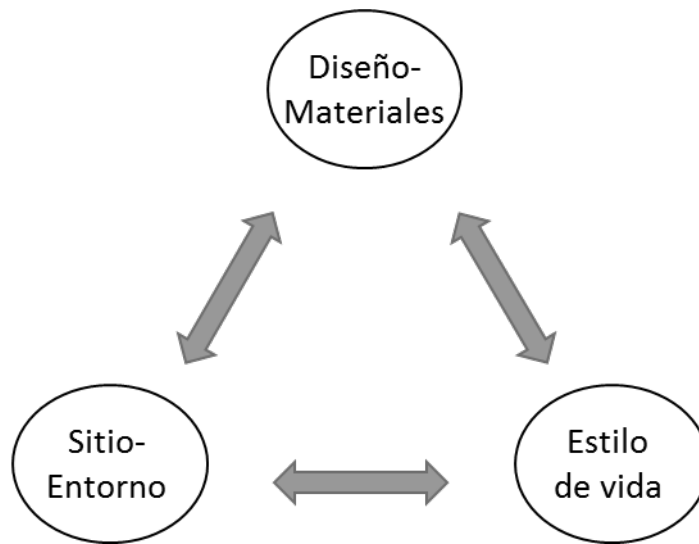 Diseño-
Materiales
Sitio-
Entorno
Estilo
de vida